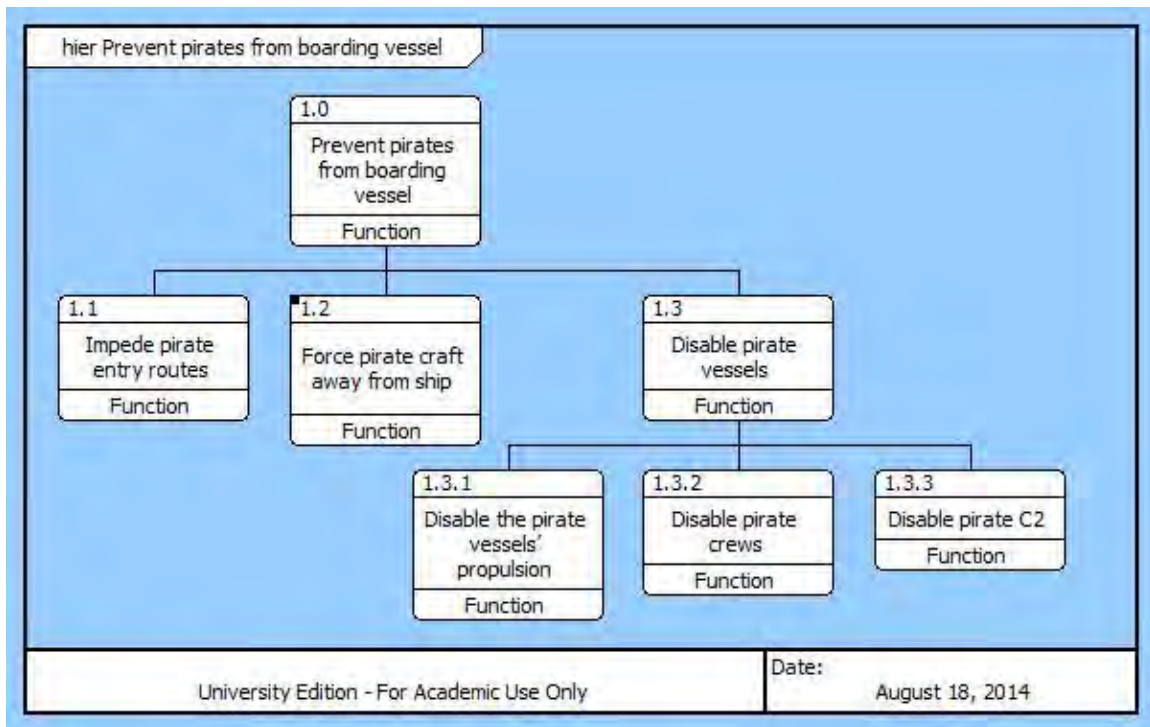 hier Prevent pirates from boarding vessel
1.0
Prevent pirates
from boarding
vessel
Function
1.1
Impede pirate
entry routes
Function
1.2
Force pirate craft
away from ship
Function
1.3
Disable pirate
vessels
Function
1.3.1
Disable the pirate
vessels’
propulsion
Function
1.3.2
Disable pirate
crews
Function
1.3.3
Disable pirate C2
Function
University Edition - For Academic Use Only
Date:
August 18, 2014